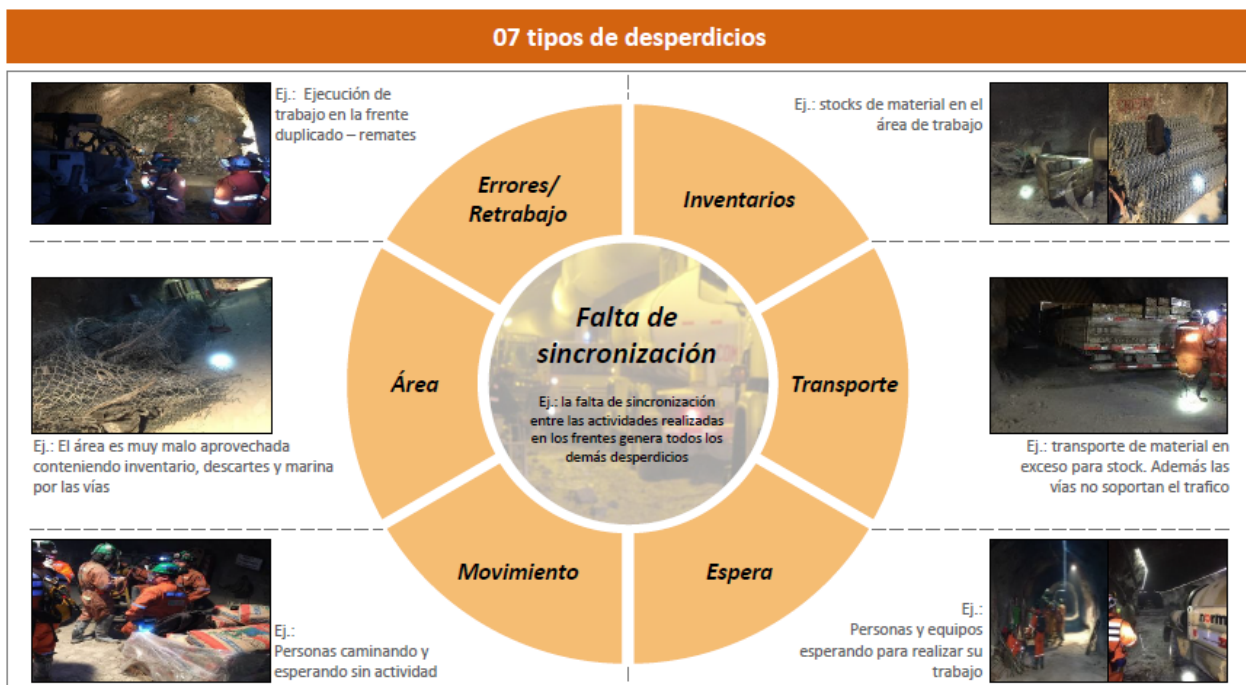 07 tipos de desperdicios
Ej.: Ejecución de
trabajo en la frente
duplicado – remates
Errores/
Retrabajo
Inventarios
Ej.: stocks de material en el
área de trabajo
Área
Ej.: El área es muy malo aprovechada
conteniendo inventario, descartes y marina
por las vías
Falta de
sincronización
Ej.: la falta de sincronización
entre las actividades realizadas
en los frentes genera todos los
demás desperdicios
Transporte
Ej.: transporte de material en
exceso para stock. Además las
vías no soportan el trafico
Movimiento
Ej.:
Personas caminando y
esperando sin actividad
Espera
Ej.:
Personas y equipos
esperando para realizar su
trabajo